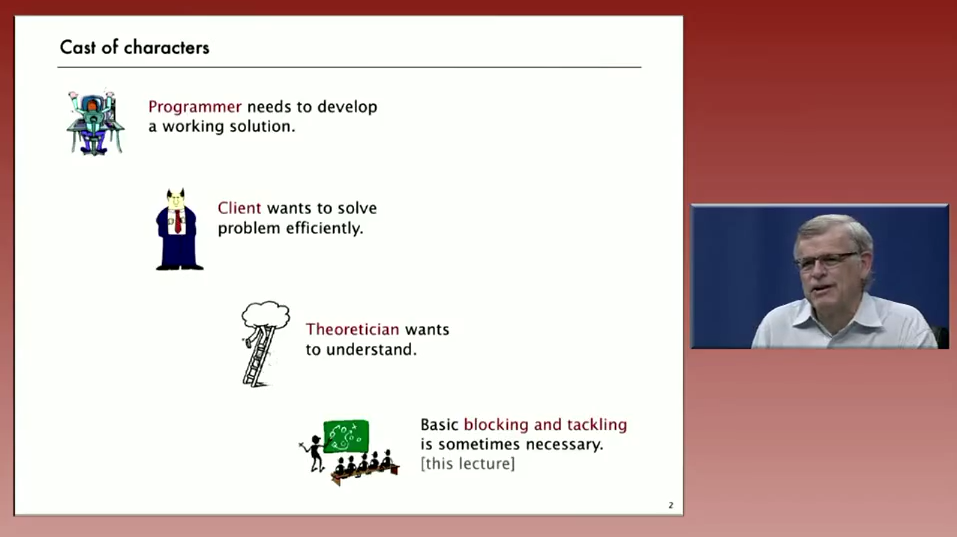 Cast of characters
Programmer needs to develop
a working solution.
Client wants to solve
problem efficiently.
Theoretician wants
to understand.
Basic blocking and tackling
is sometimes necessary.
[this lecture]
2